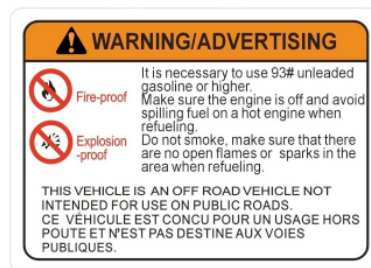 WARNING/ADVERTISING
Fire-proof
It is necessary to use 93# unleaded
gasoline or higher.
Make sure the engine is off and avoid
spilling fuel on a hot engine when
refueling.
Explosion
-proof
Do not smoke, make sure that there
are no open flames or sparks in the
area when refueling.
THIS VEHICLE IS AN OFF ROAD VEHICLE NOT
INTENDED FOR USE ON PUBLIC ROADS.
CE VÉHICULE EST CONCU POUR UN USAGE HORS
POUTE ET N'EST PAS DESTINE AUX VOIES
PUBLIQUES.